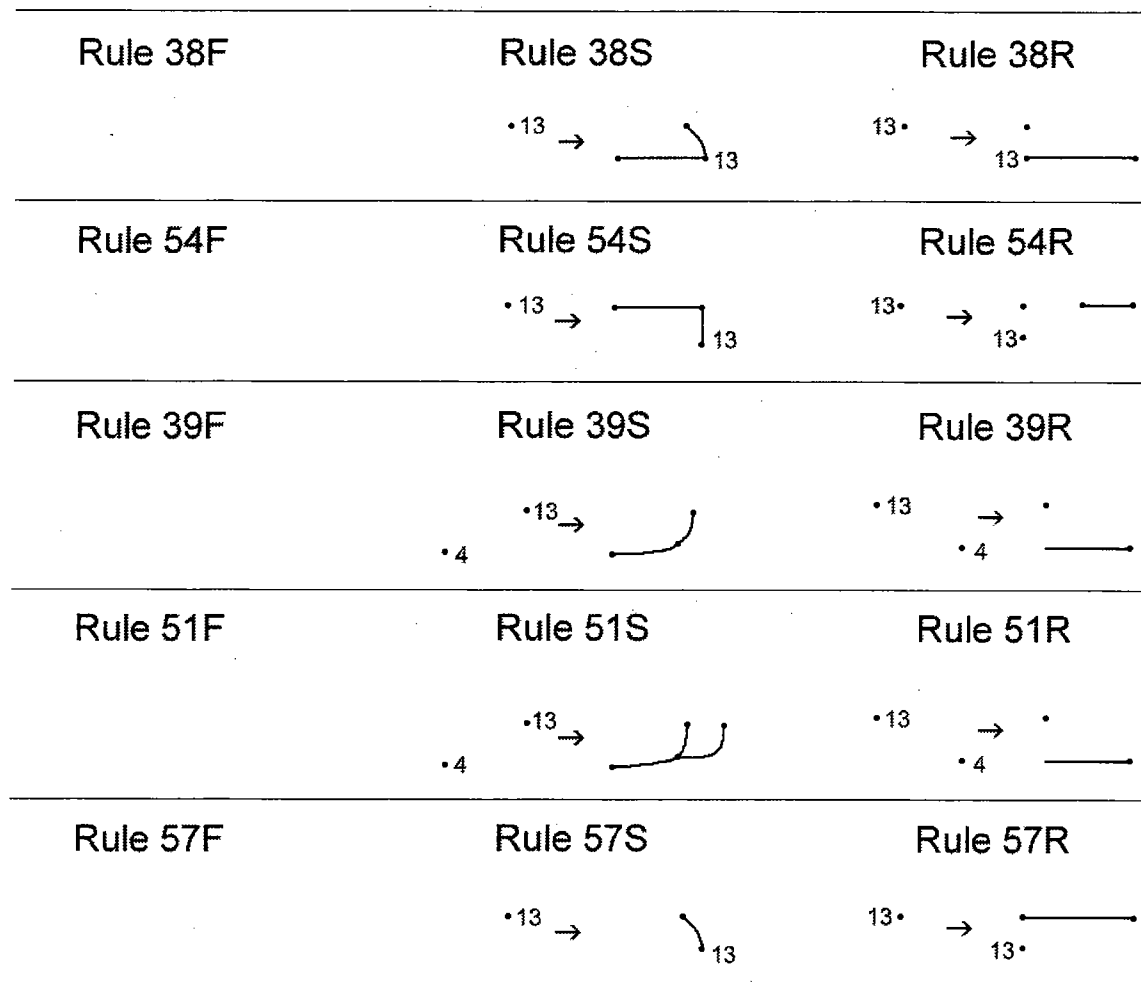 Rule 38F Rule 38S Rule 38R
13 → 13 13 → 13
Rule 54F Rule 54S Rule 54R
13 → 13 13 → 13
Rule 39F Rule 39S Rule 39R
13 → 13 →
4 4
Rule 51F Rule 51S Rule 51R
13 → 13 →
4 4
Rule 57F Rule 57S Rule 57R
13 → 13 13 → 13